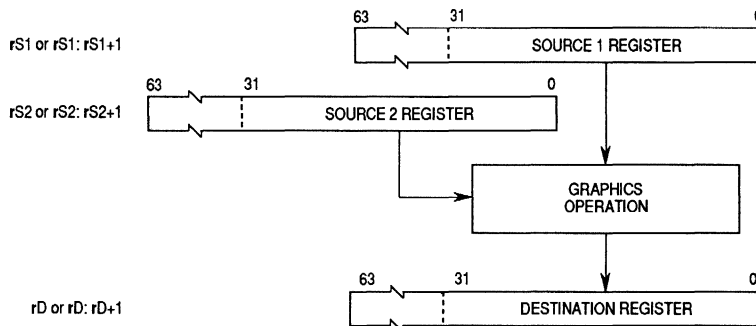 63 31 0
rS1 or rS1: rS1+1 SOURCE 1 REGISTER
63 31 0
rS2 or rS2: rS2+1 SOURCE 2 REGISTER
GRAPHICS
OPERATION
63 31 0
rD or rD: rD+1 DESTINATION REGISTER